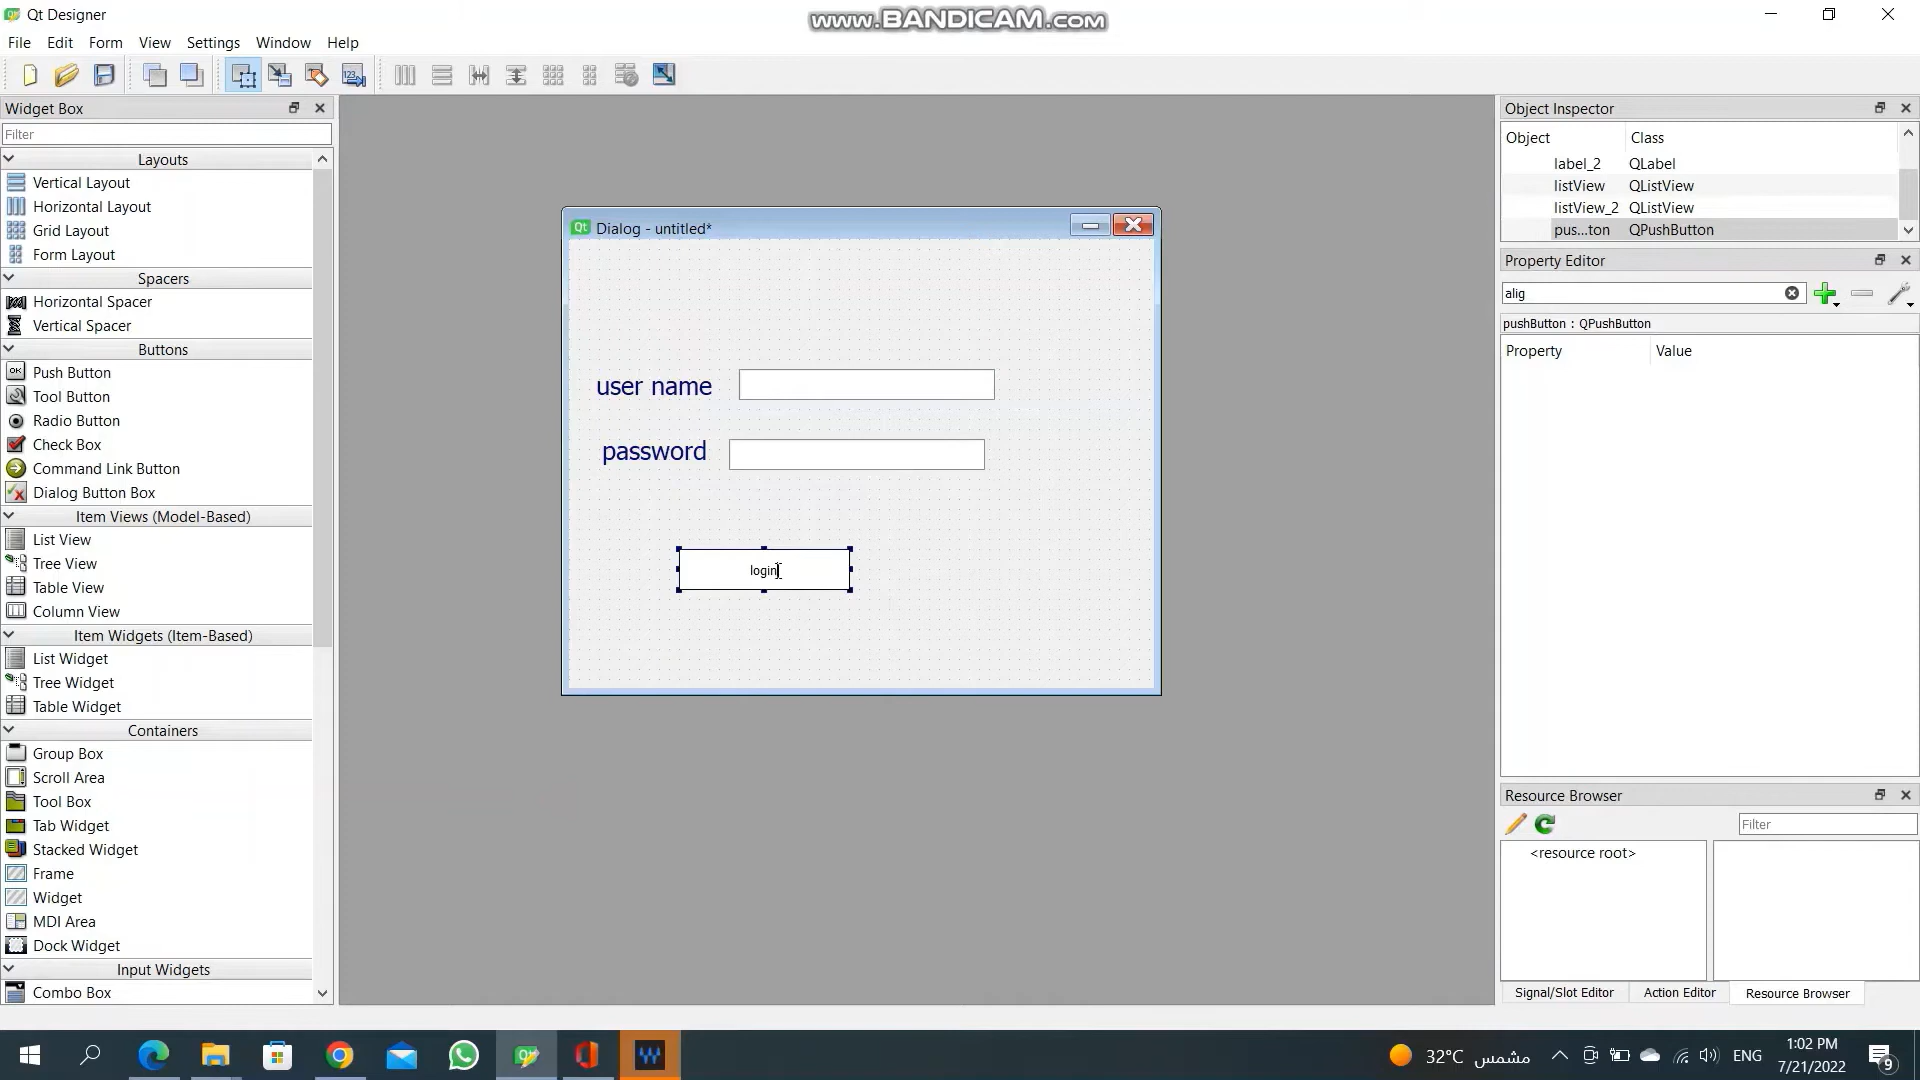 Qt Designer
www.BANDICAM.com
File Edit Form View Settings Window Help
Widget Box
Filter
Layouts
Vertical Layout
Horizontal Layout
Grid Layout
Form Layout
Spacers
Horizontal Spacer
Vertical Spacer
Buttons
Push Button
Tool Button
Radio Button
Check Box
Command Link Button
Dialog Button Box
Item Views (Model-Based)
List View
Tree View
Table View
Column View
Item Widgets (Item-Based)
List Widget
Tree Widget
Table Widget
Containers
Group Box
Scroll Area
Tool Box
Tab Widget
Stacked Widget
Frame
Widget
MDI Area
Dock Widget
Input Widgets
Combo Box
Dialog - untitled*
user name
password
login
Object Inspector
Object Class
label_2 QLabel
listView QListView
listView_2 QListView
pus...ton QPushButton
Property Editor
alig
pushButton : QPushButton
Property Value
Resource Browser
Filter
<resource root>
Signal/Slot Editor Action Editor Resource Browser
32°C مشمس ENG 1:02 PM
7/21/2022 9